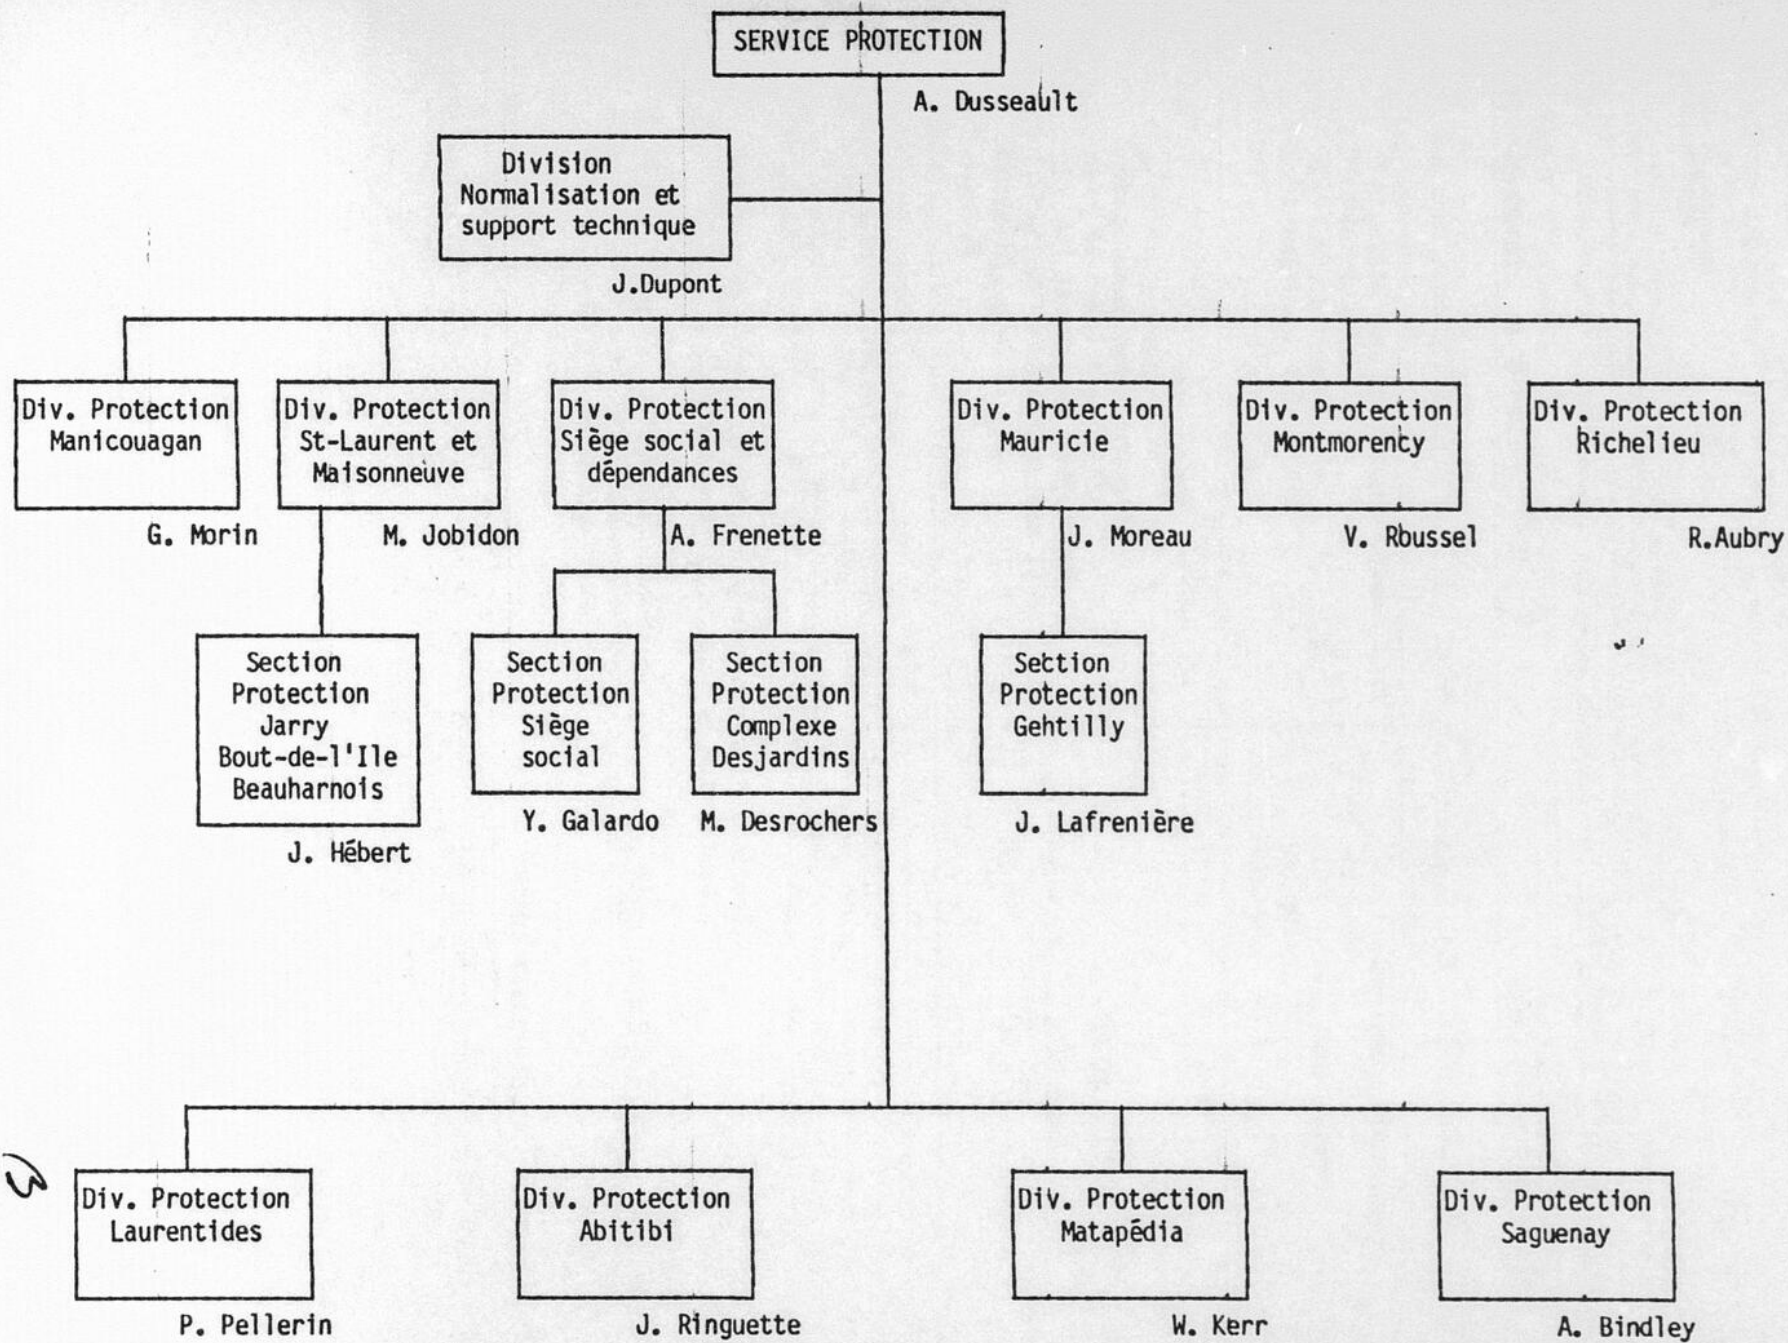 SERVICE PROTECTION
A. Dusseault
Division
Normalisation et
support technique
J.Dupont
Div. Protection
Manicouagan
G. Morin
Div. Protection
St-Laurent et
Maisonneuve
M. Jobidon
Div. Protection
Siège social et
dépendances
A. Frenette
Div. Protection
Mauricie
J. Moreau
Div. Protection
Montmorency
V. Roussel
Div. Protection
Richelieu
R.Aubry
Section
Protection
Jarry
Bout-de-l'Ile
Beauharnois
J. Hébert
Section
Protection
Siège
social
Y. Galardo
Section
Protection
Complexe
Desjardins
M. Desrochers
Section
Protection
Gentilly
J. Lafrenière
Div. Protection
Laurentides
P. Pellerin
Div. Protection
Abitibi
J. Ringuette
Div. Protection
Matapédia
W. Kerr
Div. Protection
Saguenay
A. Bindley